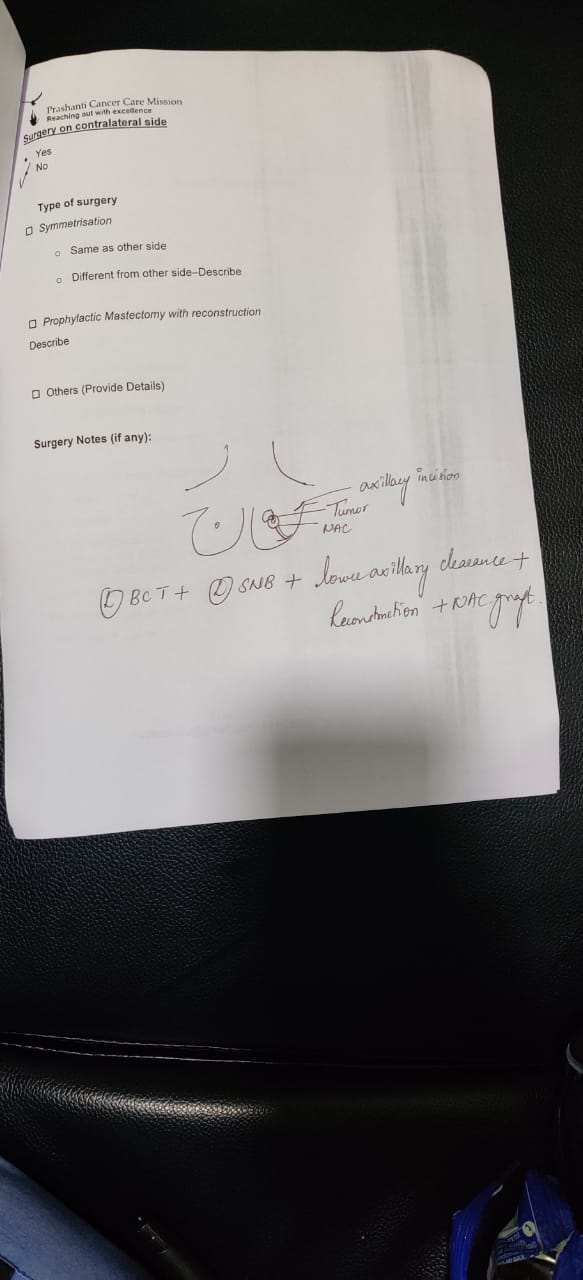 Prashanti Cancer Care Mission
Reaching out with excellence
Surgery on contralateral side
• Yes
✓ No
Type of surgery
□ Symmetrisation
o Same as other side
o Different from other side–Describe
□ Prophylactic Mastectomy with reconstruction
Describe
□ Others (Provide Details)
Surgery Notes (if any):
axillary incision
Tumor
NAC
Ⓛ BCT + Ⓛ SNB + lower axillary clearance +
Reconstruction + NAC graft.